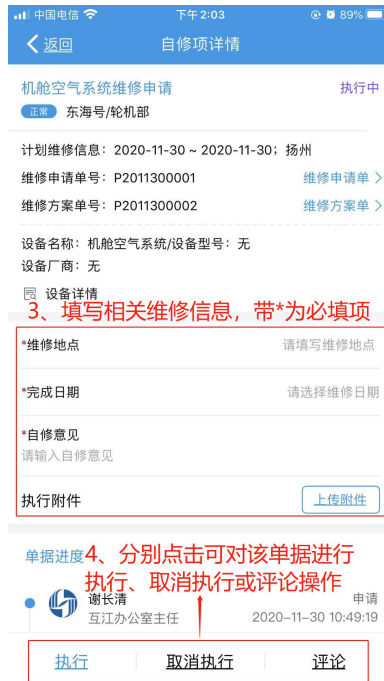 中国电信 下午2:03 89%
返回 自修项详情
机舱空气系统维修申请 执行中
正常 东海号/轮机部
计划维修信息：2020-11-30 ~ 2020-11-30；扬州
维修申请单号：P2011300001 维修申请单
维修方案单号：P2011300002 维修方案单
设备名称：机舱空气系统/设备型号：无
设备厂商：无
设备详情
3、填写相关维修信息，带*为必填项
*维修地点 请填写维修地点
*完成日期 请选择维修日期
*自修意见
请输入自修意见
执行附件 上传附件
单据进度
4、分别点击可对该单据进行
执行、取消执行或评论操作
谢长清 申请
互江办公室主任 2020-11-30 10:49:19
执行 取消执行 评论